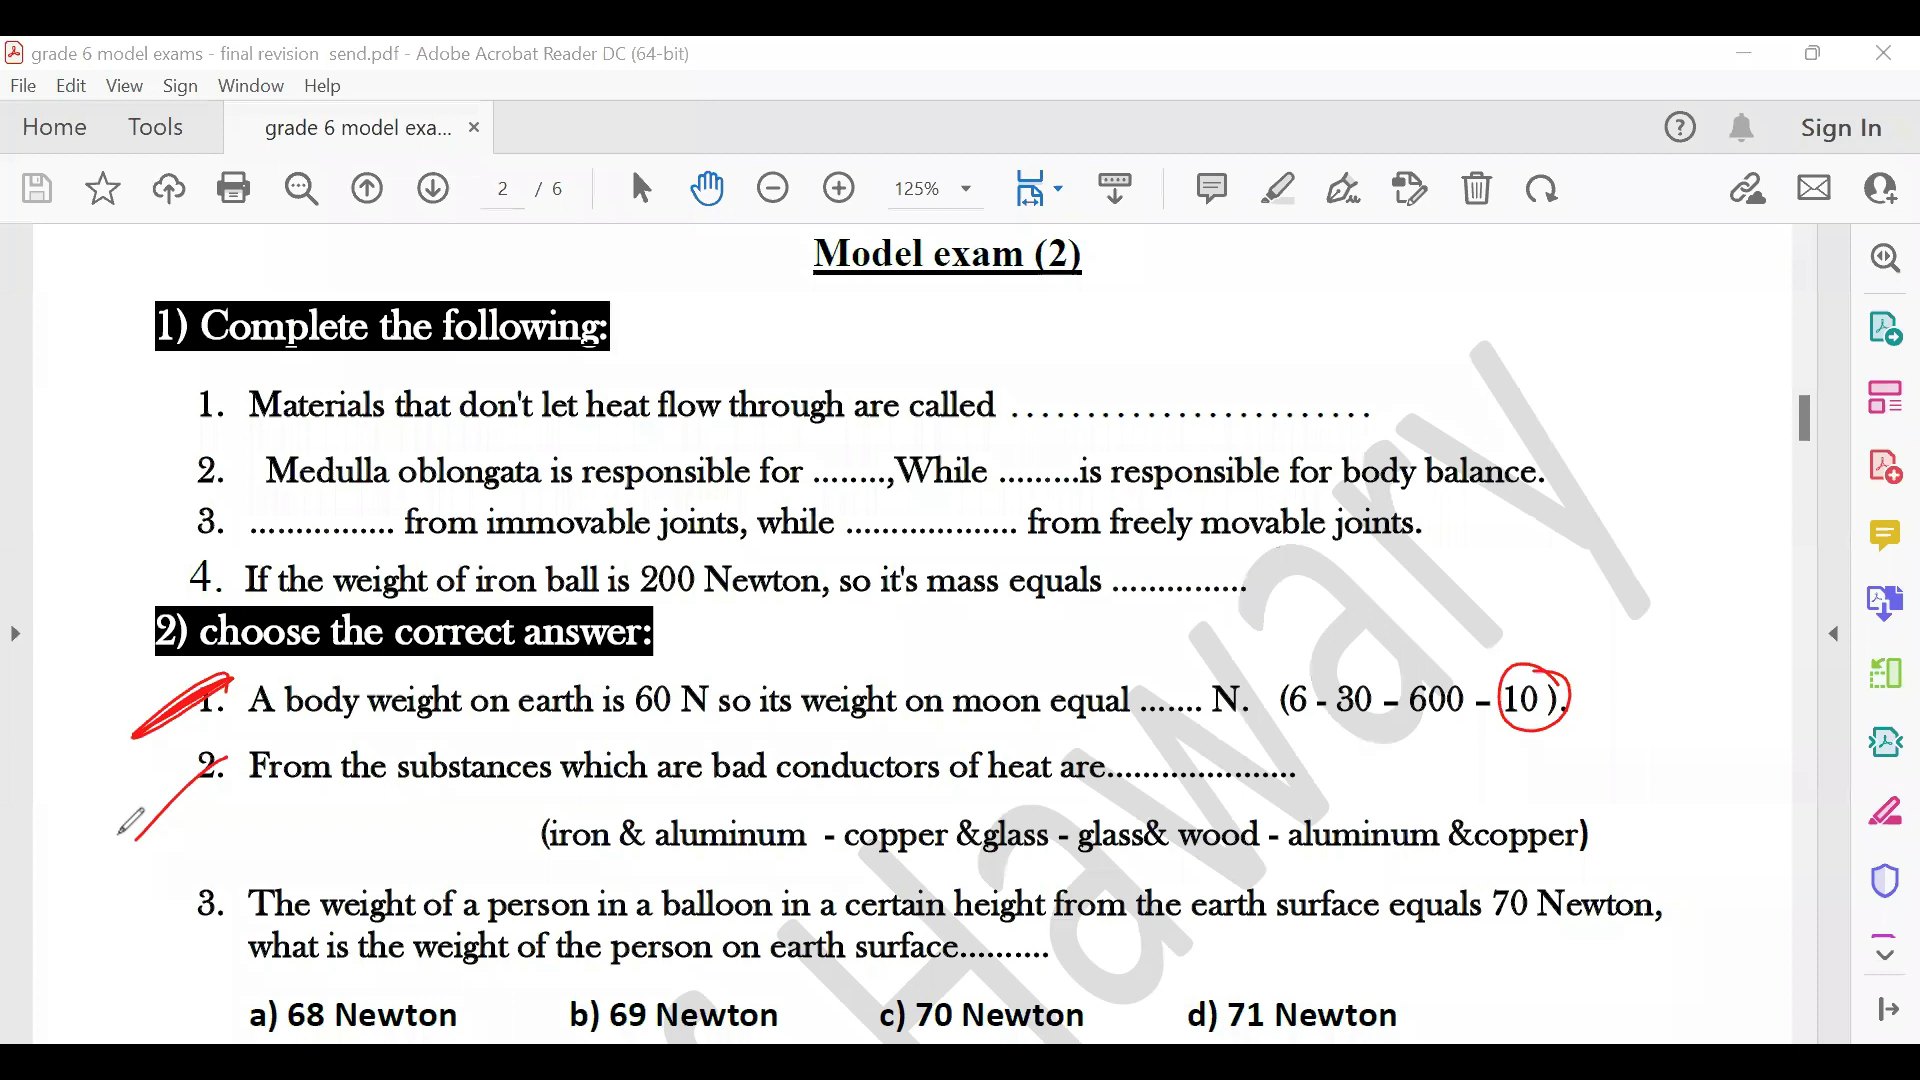 grade 6 model exams - final revision  send.pdf - Adobe Acrobat Reader DC (64-bit)
File Edit View Sign Window Help
Home Tools grade 6 model exa... × Sign In
2 / 6 125%
Model exam (2)
1) Complete the following:
1. Materials that don't let heat flow through are called ........................
2. Medulla oblongata is responsible for ........,While .........is responsible for body balance.
3. ................ from immovable joints, while ................... from freely movable joints.
4. If the weight of iron ball is 200 Newton, so it's mass equals ...............
2) choose the correct answer:
1. A body weight on earth is 60 N so its weight on moon equal ....... N. (6 - 30 – 600 – 10 ).
2. From the substances which are bad conductors of heat are.....................
(iron & aluminum - copper &glass - glass& wood - aluminum &copper)
3. The weight of a person in a balloon in a certain height from the earth surface equals 70 Newton,
what is the weight of the person on earth surface..........
a) 68 Newton b) 69 Newton c) 70 Newton d) 71 Newton
Hawary